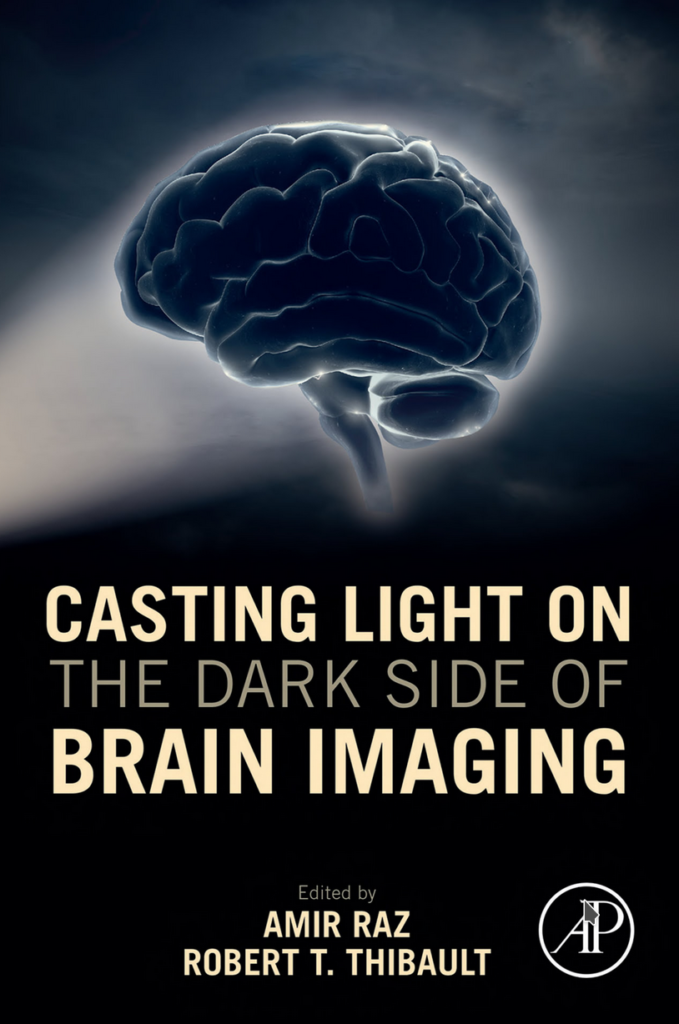 CASTING LIGHT ON
THE DARK SIDE OF
BRAIN IMAGING
Edited by
AMIR RAZ
ROBERT T. THIBAULT
AP